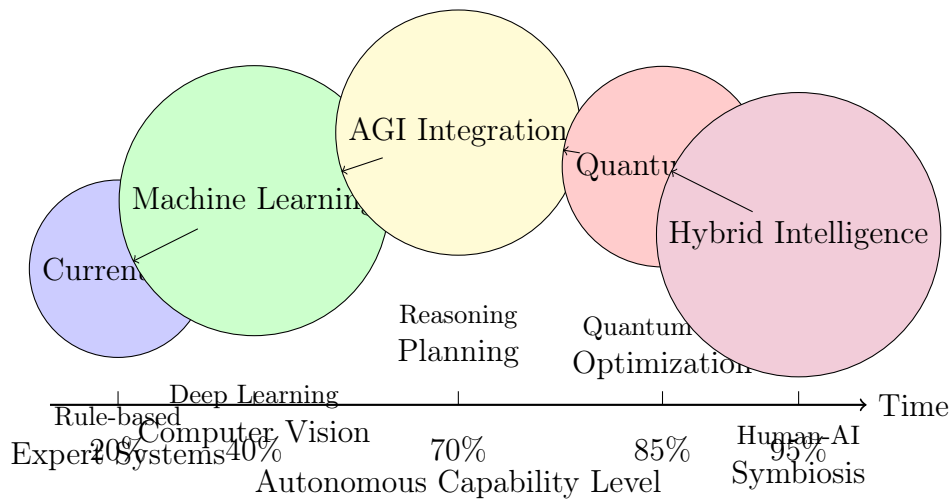 AGI Integration
Quantu
Machine Learning
Hybrid Intelligence
Current
Reasoning
Planning
Quantum
Optimization
Deep Learning
Computer Vision
Time
Rule-based
Expert Systems
Human-AI
Symbiosis
20%
40%
70%
85%
95%
Autonomous Capability Level